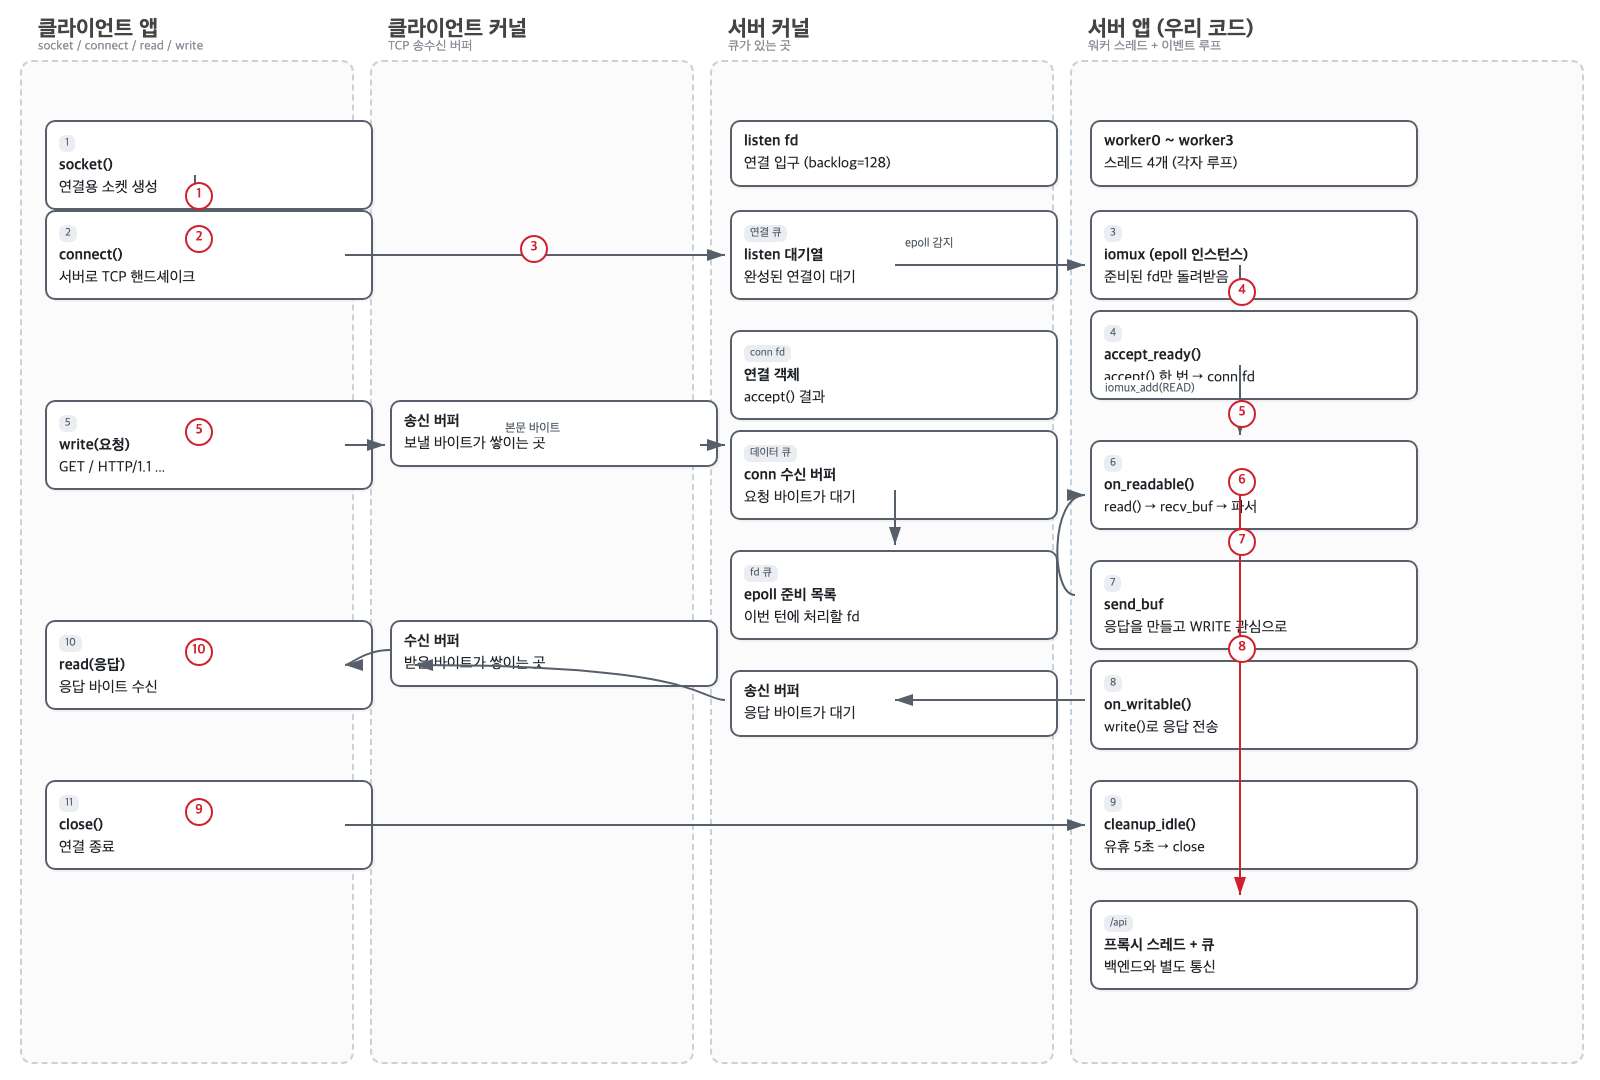 클라이언트 앱
socket / connect / read / write
클라이언트 커널
TCP 송수신 버퍼
서버 커널
큐가 있는 곳
서버 앱 (우리 코드)
워커 스레드 + 이벤트 루프
1
socket()
연결용 소켓 생성
1
listen fd
연결 입구 (backlog=128)
worker0 ~ worker3
스레드 4개 (각자 루프)
2
connect()
서버로 TCP 핸드셰이크
2
3
연결 큐
listen 대기열
완성된 연결이 대기
epoll 감지
3
iomux (epoll 인스턴스)
준비된 fd만 돌려받음
4
conn fd
연결 객체
accept() 결과
4
accept_ready()
accept() 한 번 → conn fd
iomux_add(READ)
5
5
write(요청)
GET / HTTP/1.1 ...
5
송신 버퍼
보낼 바이트가 쌓이는 곳
본문 바이트
데이터 큐
conn 수신 버퍼
요청 바이트가 대기
6
on_readable()
read() → recv_buf → 파서
6
7
fd 큐
epoll 준비 목록
이번 턴에 처리할 fd
7
send_buf
응답을 만들고 WRITE 관심으로
8
10
read(응답)
응답 바이트 수신
10
수신 버퍼
받은 바이트가 쌓이는 곳
송신 버퍼
응답 바이트가 대기
8
on_writable()
write()로 응답 전송
11
close()
연결 종료
9
9
cleanup_idle()
유휴 5초 → close
/api
프록시 스레드 + 큐
백엔드와 별도 통신